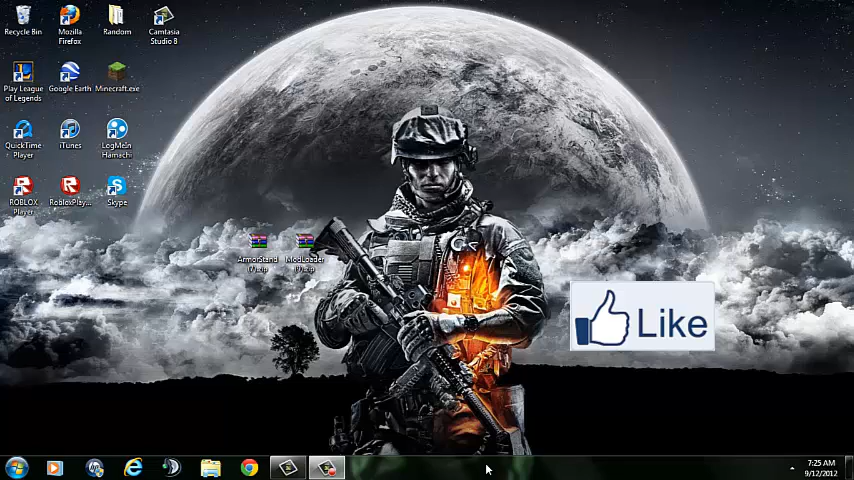 Recycle Bin
Mozilla
Firefox
Random
Camtasia
Studio 8
Play League
of Legends
Google Earth
Minecraft.exe
QuickTime
Player
iTunes
LogMeIn
Hamachi
ROBLOX
Player
RobloxPlay...
Skype
ArmorStand
(7).zip
ModLoader
(9).zip
Like
7:25 AM
9/12/2012